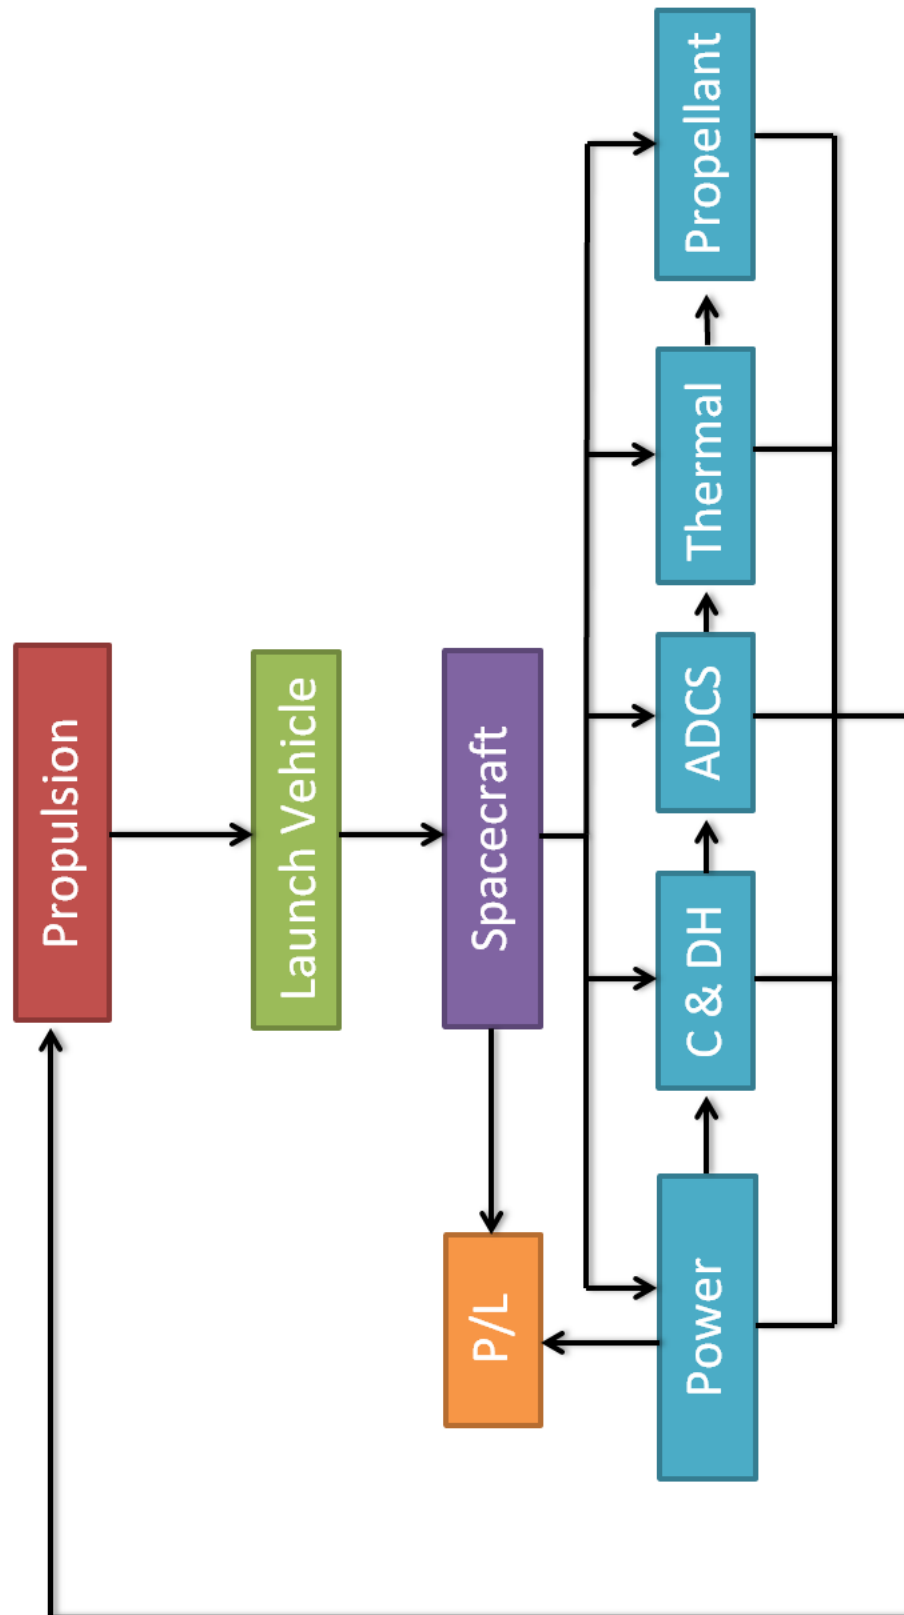 Propulsion
Launch Vehicle
P/L
Spacecraft
Power
C & DH
ADCS
Thermal
Propellant